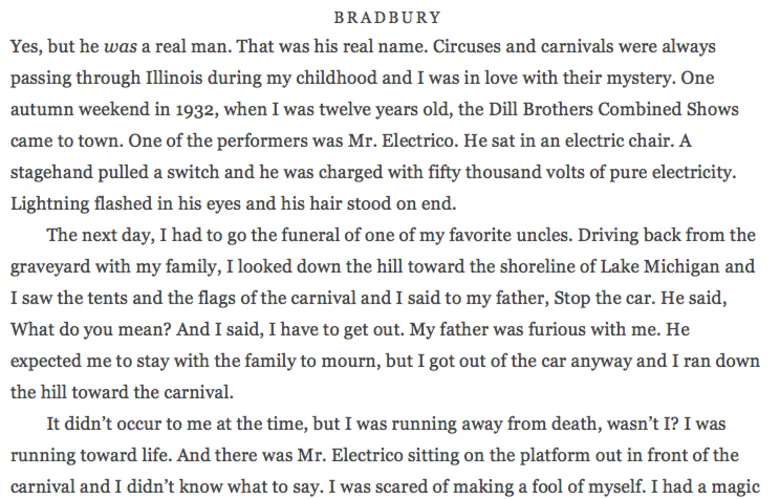 BRADBURY
Yes, but he was a real man. That was his real name. Circuses and carnivals were always
passing through Illinois during my childhood and I was in love with their mystery. One
autumn weekend in 1932, when I was twelve years old, the Dill Brothers Combined Shows
came to town. One of the performers was Mr. Electrico. He sat in an electric chair. A
stagehand pulled a switch and he was charged with fifty thousand volts of pure electricity.
Lightning flashed in his eyes and his hair stood on end.
The next day, I had to go the funeral of one of my favorite uncles. Driving back from the
graveyard with my family, I looked down the hill toward the shoreline of Lake Michigan and
I saw the tents and the flags of the carnival and I said to my father, Stop the car. He said,
What do you mean? And I said, I have to get out. My father was furious with me. He
expected me to stay with the family to mourn, but I got out of the car anyway and I ran down
the hill toward the carnival.
It didn’t occur to me at the time, but I was running away from death, wasn’t I? I was
running toward life. And there was Mr. Electrico sitting on the platform out in front of the
carnival and I didn’t know what to say. I was scared of making a fool of myself. I had a magic